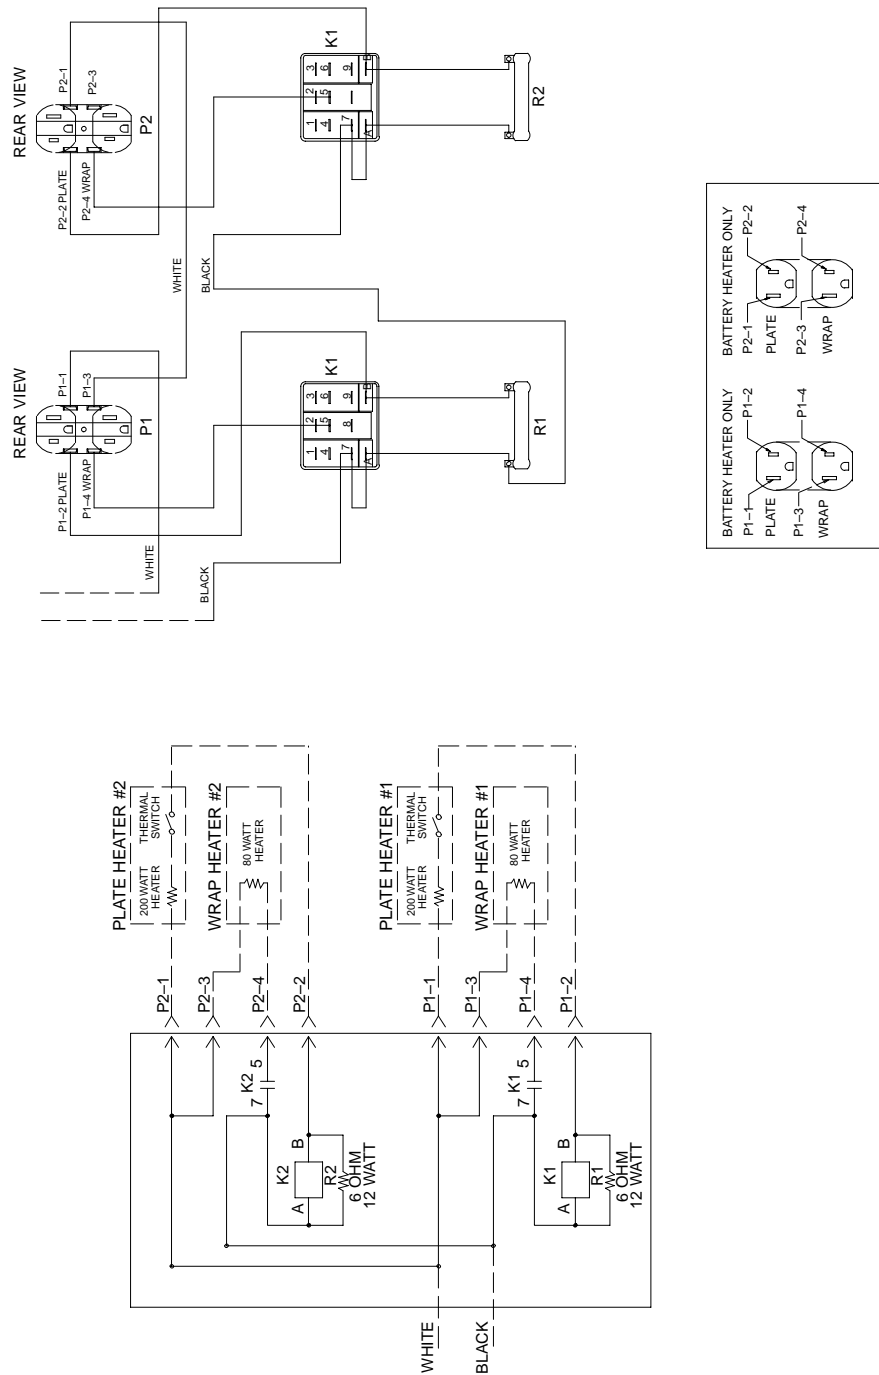 REAR VIEW
P2–1
P2–3
P2
P2–2 PLATE
P2–4 WRAP
WHITE
BLACK
K1
3
6
9
B
2
5
1
4
7
A
R2
REAR VIEW
P1–1
P1–3
P1
P1–2 PLATE
P1–4 WRAP
WHITE
BLACK
K1
3
6
9
B
2
5
8
1
4
7
A
R1
BATTERY HEATER ONLY
P1–1
P1–2
PLATE
P1–3
P1–4
WRAP
BATTERY HEATER ONLY
P2–1
P2–2
PLATE
P2–3
P2–4
WRAP
PLATE HEATER #2
200 WATT
HEATER
THERMAL
SWITCH
WRAP HEATER #2
80 WATT
HEATER
P2–1
P2–3
P2–4
P2–2
K2
7
5
K2
A
B
R2
6 OHM
12 WATT
PLATE HEATER #1
200 WATT
HEATER
THERMAL
SWITCH
WRAP HEATER #1
80 WATT
HEATER
P1–1
P1–3
P1–4
P1–2
K1
7
5
K1
A
B
R1
6 OHM
12 WATT
WHITE
BLACK